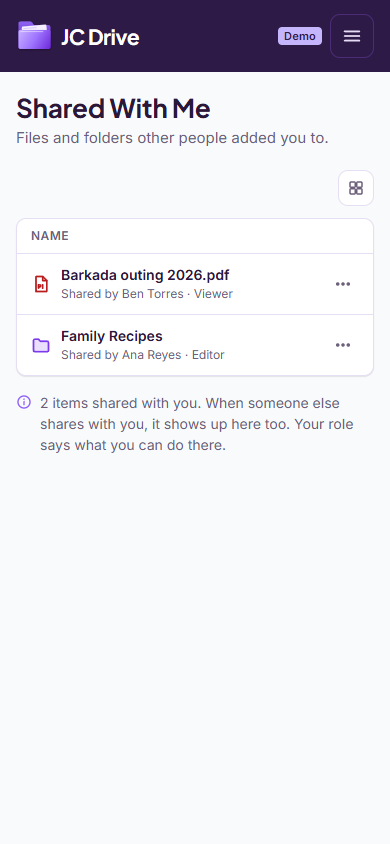 JC Drive
Demo
Shared With Me
Files and folders other people added you to.
NAME
Barkada outing 2026.pdf
Shared by Ben Torres · Viewer
Family Recipes
Shared by Ana Reyes · Editor
2 items shared with you. When someone else
shares with you, it shows up here too. Your role
says what you can do there.